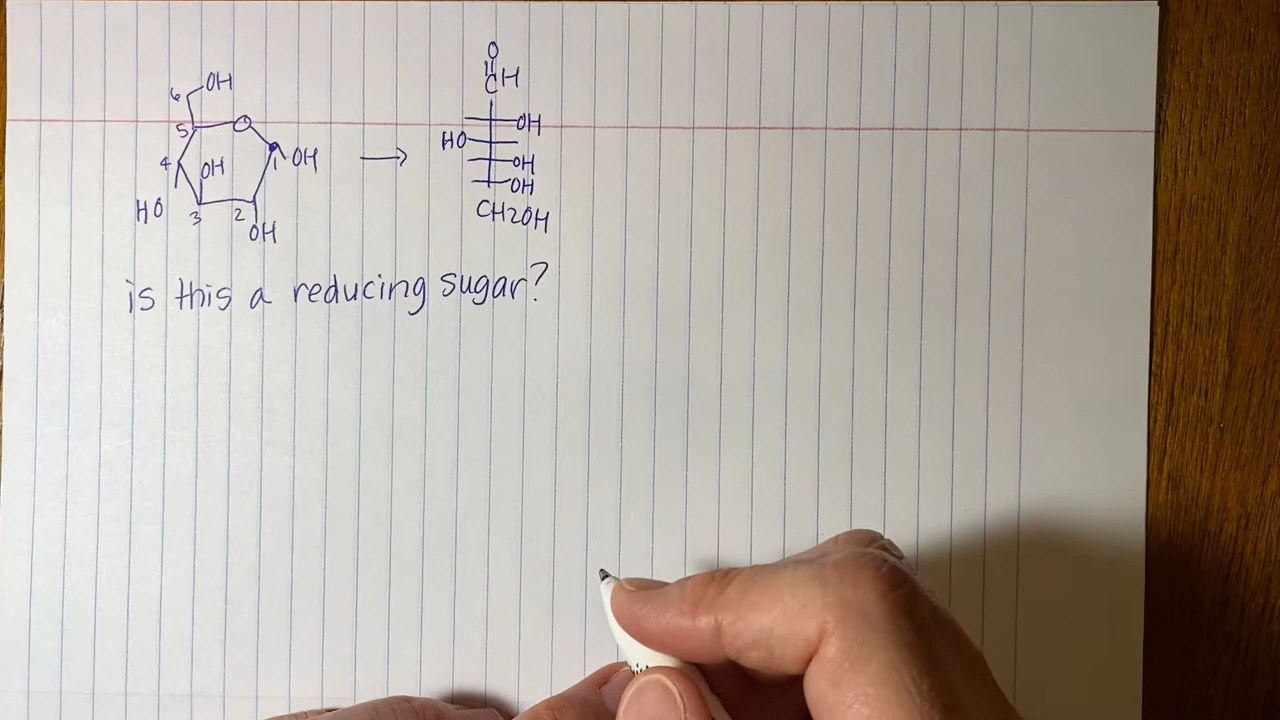 6 OH
5 O
4 OH 1 OH
HO 3 2
OH
→
O
CH
OH
HO
OH
OH
CH2OH
is this a reducing sugar?